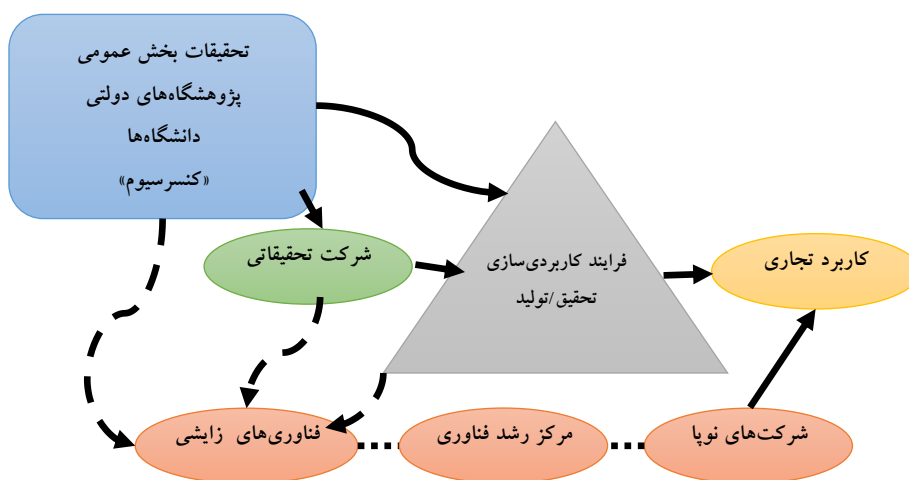 تحقیقات بخش عمومی
پژوهشگاه‌های دولتی
دانشگاه‌ها
«کنسرسیوم»
شرکت تحقیقاتی
فرایند کاربردی‌سازی
تحقیق/تولید
کاربرد تجاری
فناوری‌های زایشی
مرکز رشد فناوری
شرکت‌های نوپا